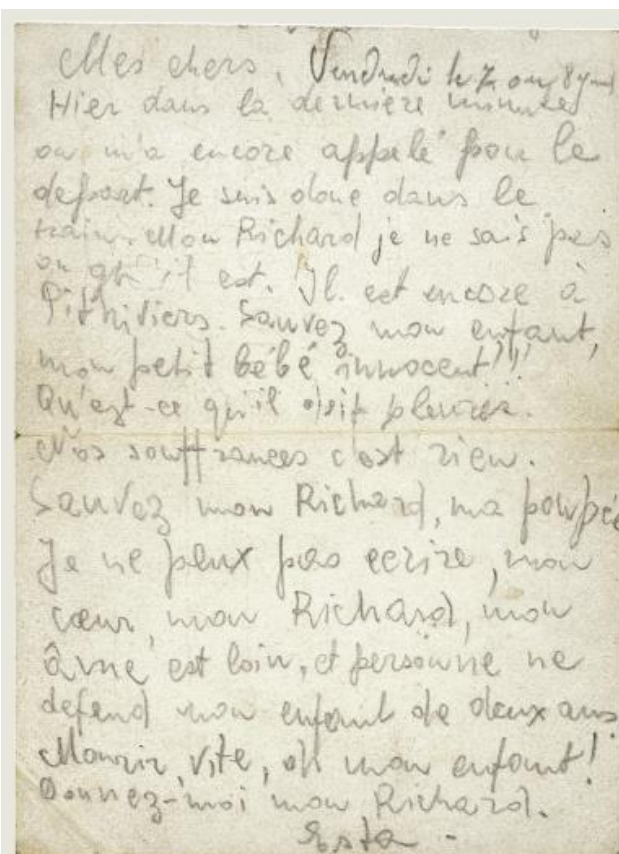 Mes chers, Vendredi le 7 ou 8
Hier dans la dernière minute
on m'a encore appelé pour le
depart. Je suis donc dans le
train. Mon Richard je ne sais pas
ou qu'il est. Il est encore à
Pithiviers. Sauvez mon enfant,
mon petit bébé innocent!!!
Qu'est-ce qu'il doit pleurer.
Nos souffrances c'est rien.
Sauvez mon Richard, ma poupée
Je ne peux pas ecrire, mon
cœur, mon Richard, mon
âme est loin, et personne ne
defend mon enfant de deux ans.
Mourir, vite, oh mon enfant!
Donnez-moi mon Richard.
Esta -